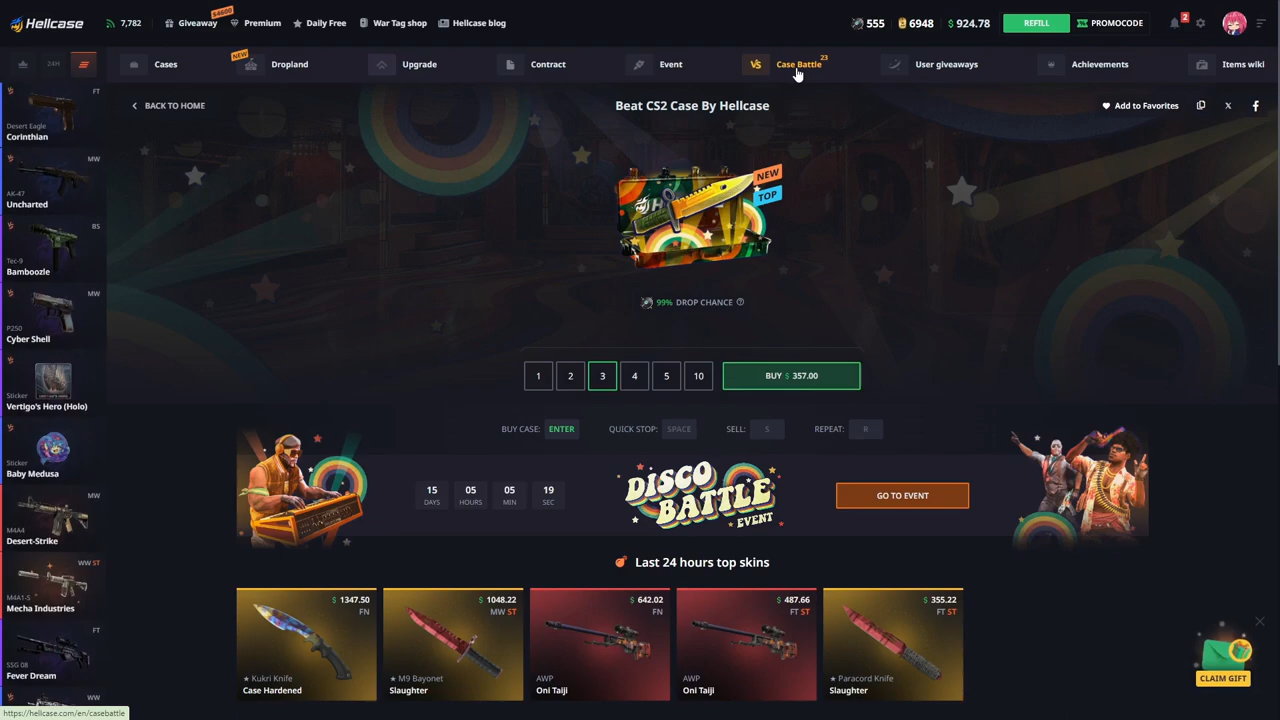 Hellcase
7,782
Giveaway
$4600
Premium
Daily Free
War Tag shop
Hellcase blog
555
6948
$ 924.78
REFILL
PROMOCODE
2
24H
Cases
NEW
Dropland
Upgrade
Contract
Event
VS
Case Battle
23
User giveaways
Achievements
Items wiki
BACK TO HOME
Beat CS2 Case By Hellcase
Add to Favorites
NEW
TOP
99% DROP CHANCE
1
2
3
4
5
10
BUY $ 357.00
BUY CASE: ENTER
QUICK STOP: SPACE
SELL: S
REPEAT: R
15
DAYS
05
HOURS
05
MIN
19
SEC
DISCO
BATTLE
EVENT
GO TO EVENT
Last 24 hours top skins
$ 1347.50
FN
★ Kukri Knife
Case Hardened
$ 1048.22
MW ST
★ M9 Bayonet
Slaughter
$ 642.02
FN
AWP
Oni Taiji
$ 487.66
FT ST
AWP
Oni Taiji
$ 355.22
FT ST
★ Paracord Knife
Slaughter
CLAIM GIFT
FT
Desert Eagle
Corinthian
MW
AK-47
Uncharted
BS
Tec-9
Bamboozle
MW
P250
Cyber Shell
Sticker
Vertigo's Hero (Holo)
Sticker
Baby Medusa
MW
M4A4
Desert-Strike
WW ST
M4A1-S
Mecha Industries
FT
SSG 08
Fever Dream
WW
https://hellcase.com/en/casebattle